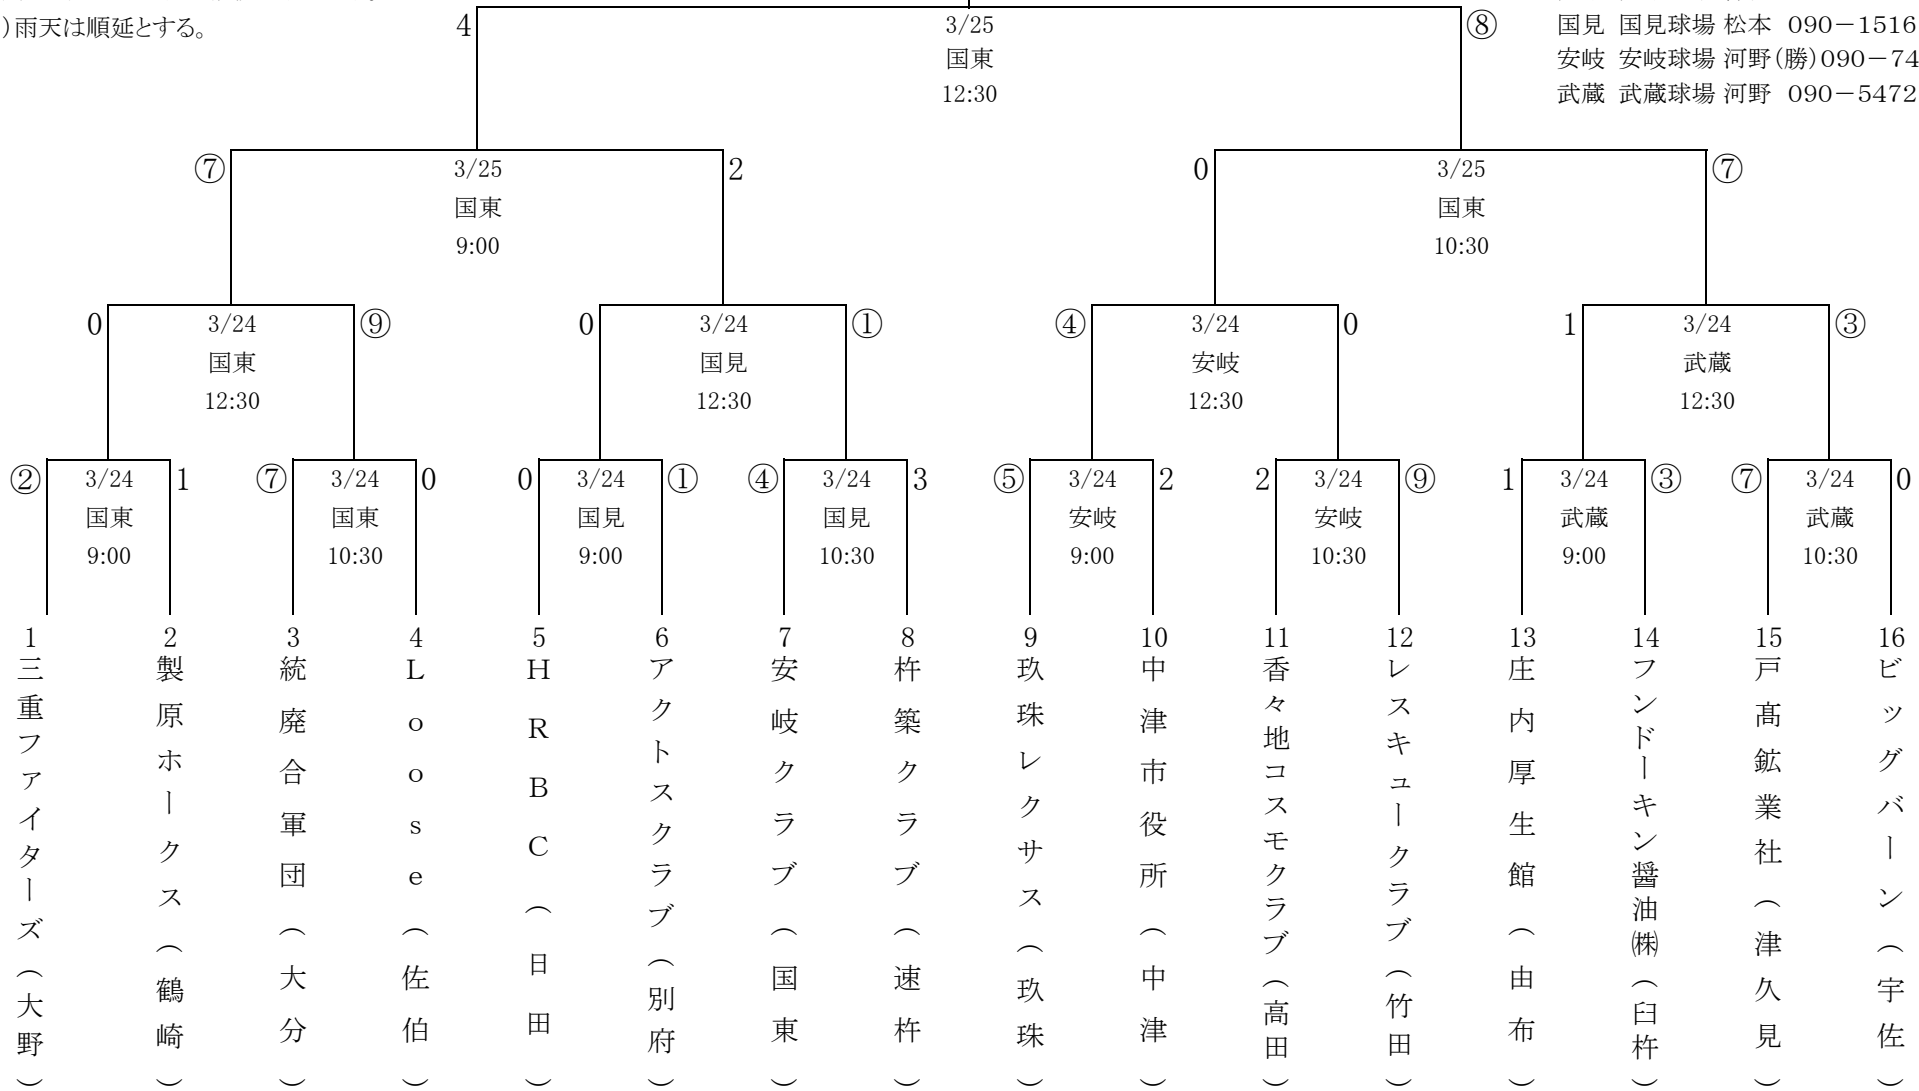 ）雨天は順延とする。
国見 国見球場 松本 090－1516
安岐 安岐球場 河野（勝）090－74
武蔵 武蔵球場 河野 090－5472
4
3/25
国東
12:30
⑧
⑦
3/25
国東
9:00
2
0
3/25
国東
10:30
⑦
0
3/24
国東
12:30
⑨
0
3/24
国見
12:30
①
④
3/24
安岐
12:30
0
1
3/24
武蔵
12:30
③
②
3/24
国東
9:00
1
⑦
3/24
国東
10:30
0
0
3/24
国見
9:00
①
④
3/24
国見
10:30
3
⑤
3/24
安岐
9:00
2
2
3/24
安岐
10:30
⑨
1
3/24
武蔵
9:00
③
⑦
3/24
武蔵
10:30
0
1
三重ファイターズ（大野）
2
製原ホークス（鶴崎）
3
統廃合軍団（大分）
4
Loose（佐伯）
5
HRBC（日田）
6
アクトスクラブ（別府）
7
安岐クラブ（国東）
8
杵築クラブ（速杵）
9
玖珠レクサス（玖珠）
10
中津市役所（中津）
11
香々地コスモクラブ（高田）
12
レスキュークラブ（竹田）
13
庄内厚生館（由布）
14
フンドーキン醤油㈱（臼杵）
15
戸髙鉱業社（津久見）
16
ビッグバーン（宇佐）